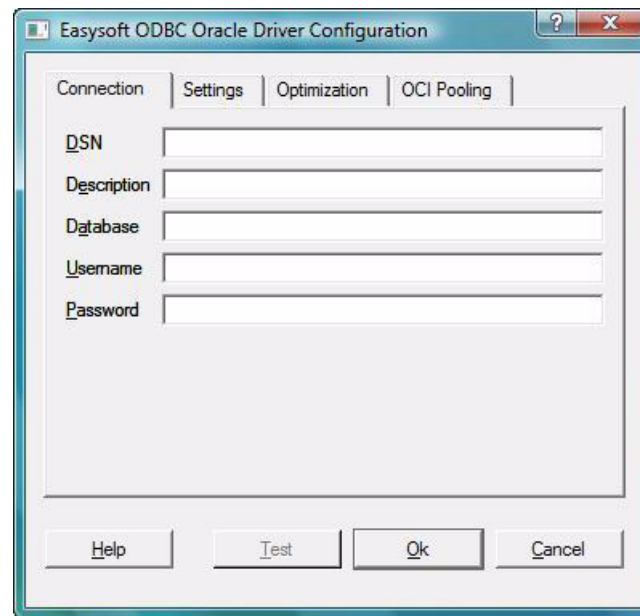 Easysoft ODBC Oracle Driver Configuration
? X
Connection Settings Optimization OCI Pooling
DSN
Description
Database
Username
Password
Help Test Ok Cancel